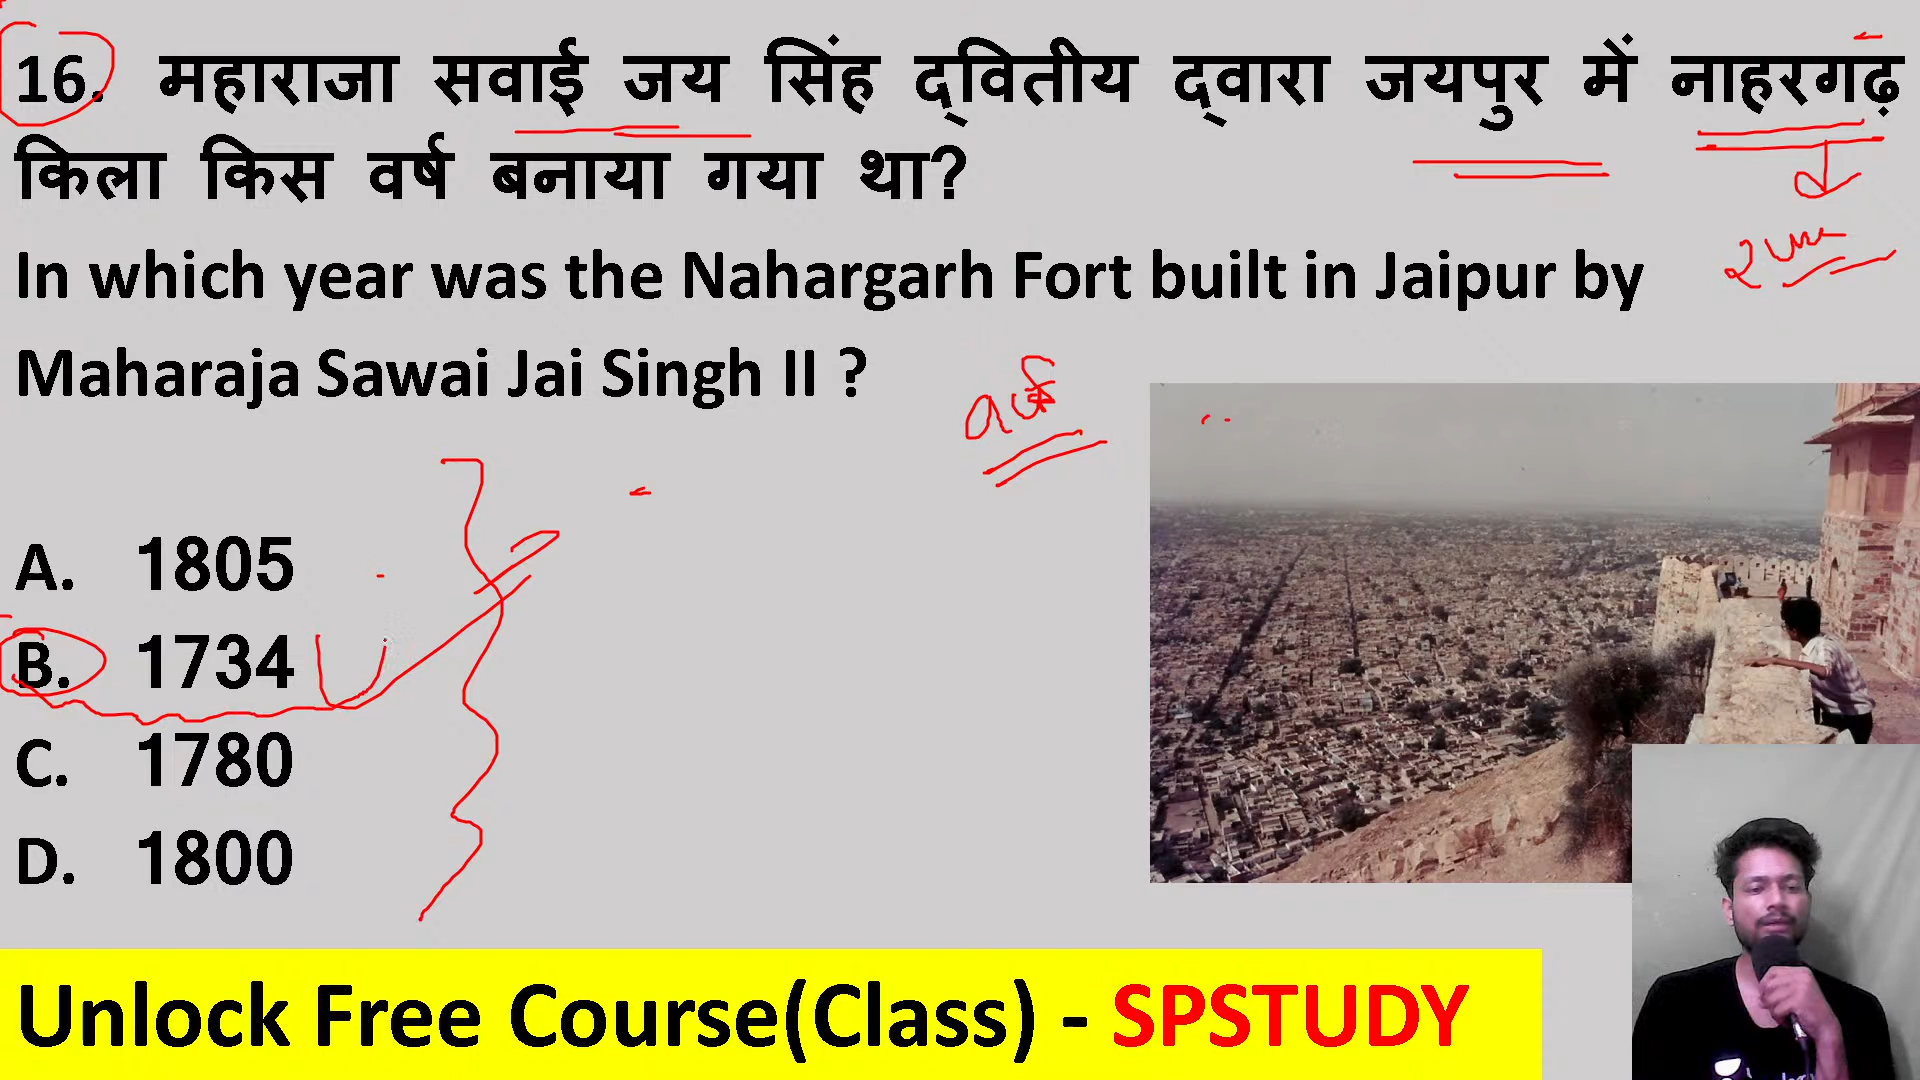 16. महाराजा सवाई जय सिंह द्वितीय द्वारा जयपुर में नाहरगढ़
किला किस वर्ष बनाया गया था?
In which year was the Nahargarh Fort built in Jaipur by
Maharaja Sawai Jai Singh II ?
A. 1805
B. 1734
C. 1780
D. 1800
Unlock Free Course(Class) - SPSTUDY